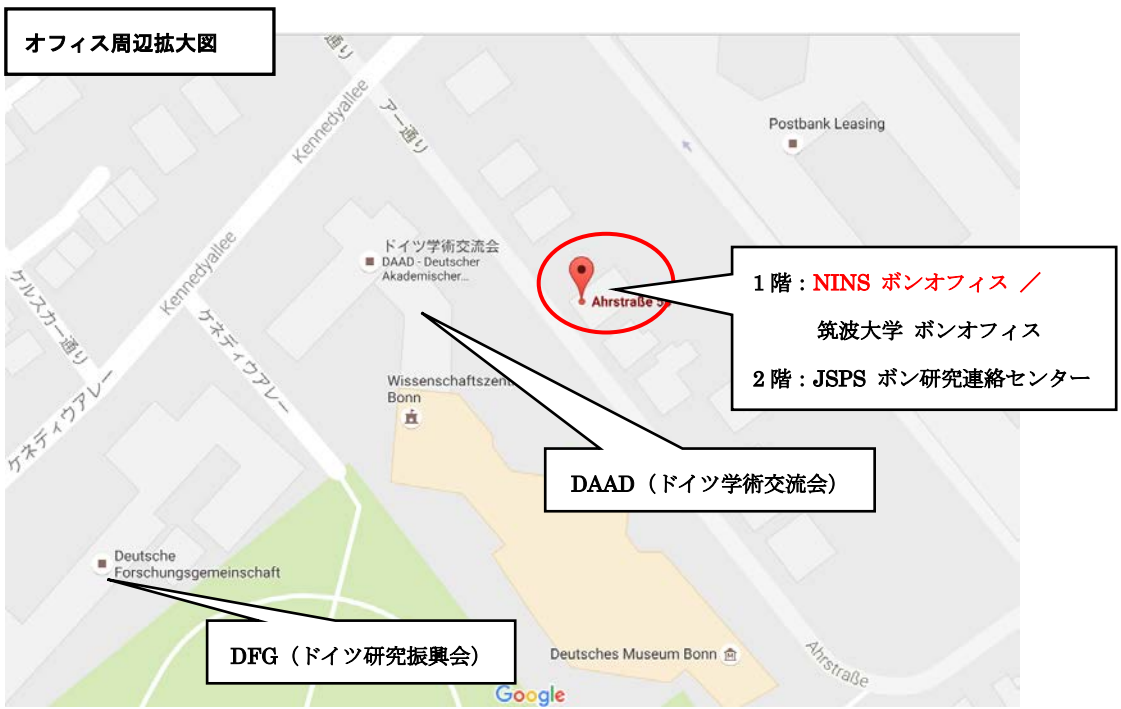 オフィス周辺拡大図
通り
Kennedyallee
アー通り
Postbank Leasing
ドイツ学術交流会
DAAD - Deutscher
Akademischer...
Kennedyallee
ケルスカー通り
ケネディウアレー
ケネディウアレー
Ahrstraße 5
1階：NINS ボンオフィス ／
筑波大学 ボンオフィス
2階：JSPS ボン研究連絡センター
Wissenschaftszent
Bonn
DAAD（ドイツ学術交流会）
Deutsche
Forschungsgemeinschaft
DFG（ドイツ研究振興会）
Deutsches Museum Bonn
Ahrstraße
Google